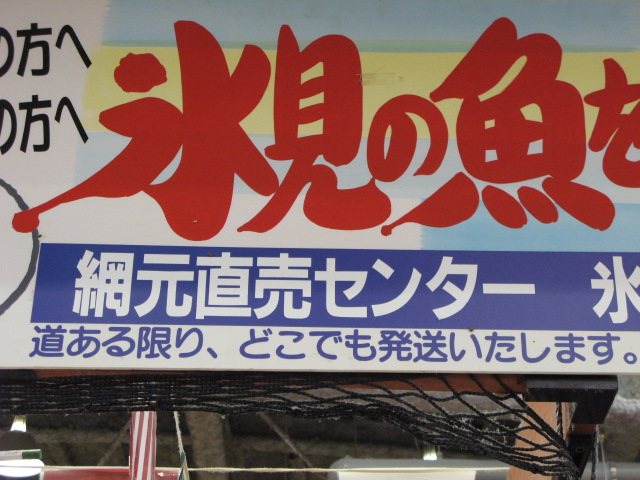 の方へ
の方へ
氷見の魚を
網元直売センター 氷
道ある限り、どこでも発送いたします。